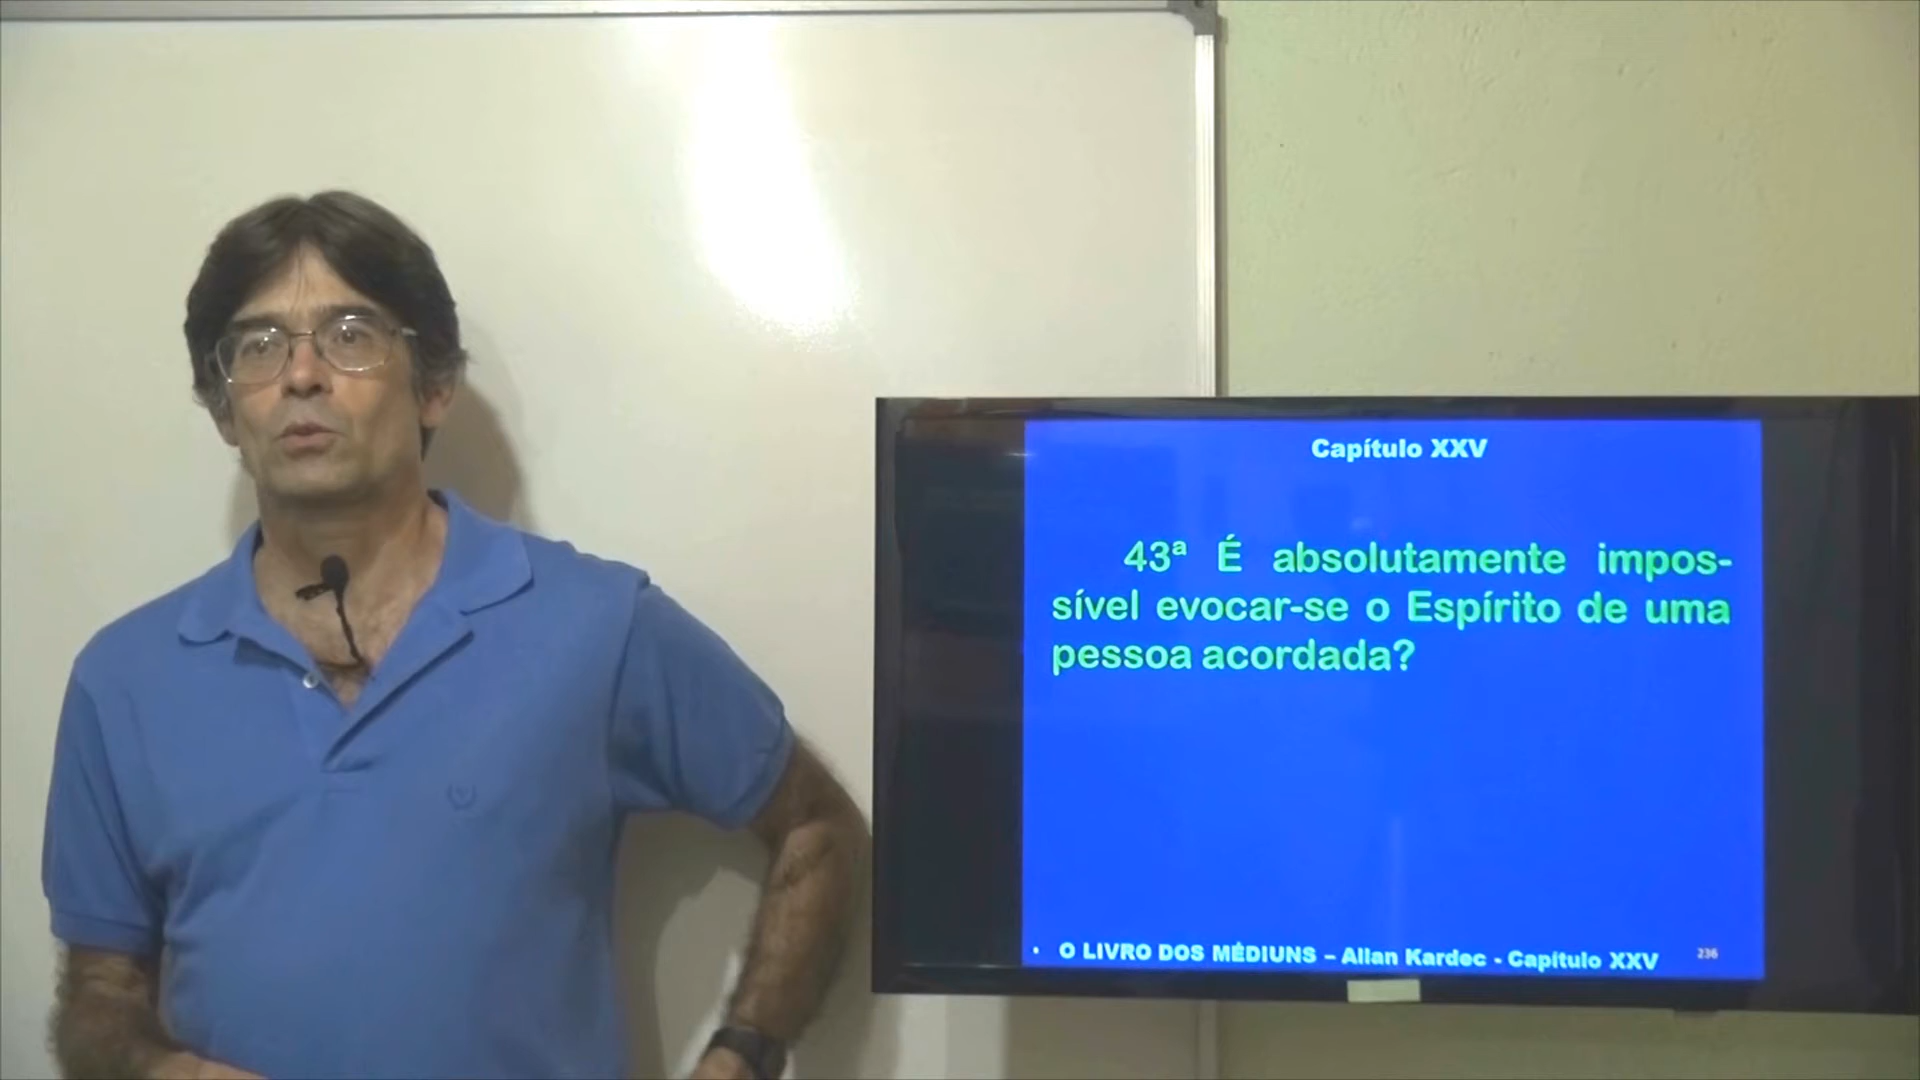 Capítulo XXV
43ª É absolutamente impos-
sível evocar-se o Espírito de uma
pessoa acordada?
• O LIVRO DOS MÉDIUNS – Allan Kardec - Capítulo XXV
236